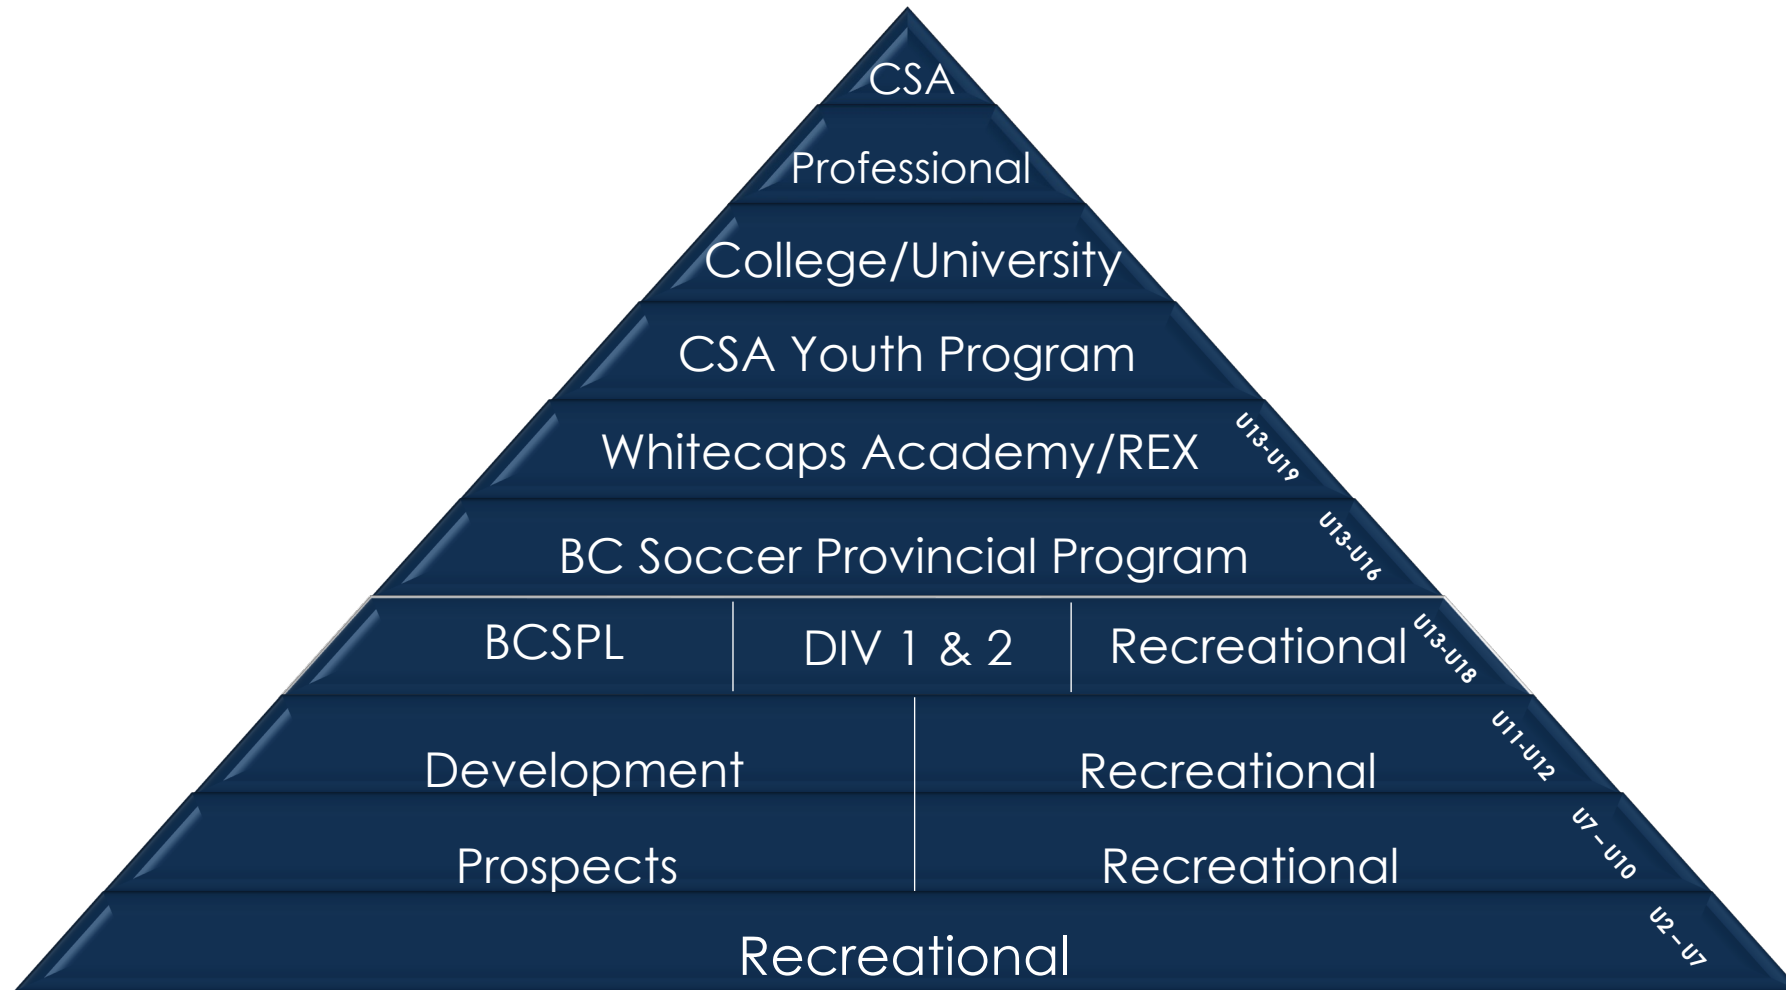 CSA
Professional
College/University
CSA Youth Program
Whitecaps Academy/REX U13-U19
BC Soccer Provincial Program U13-U16
BCSPL DIV 1 & 2 Recreational U13-U18
Development Recreational U11-U12
Prospects Recreational U7 – U10
Recreational U2 – U7